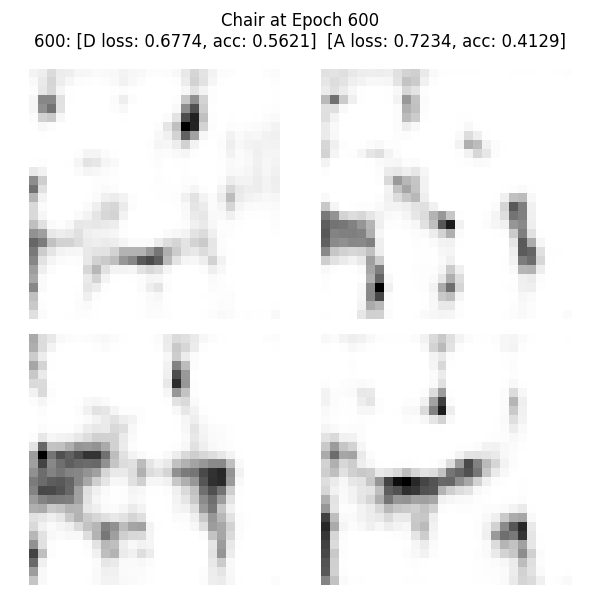 Chair at Epoch 600
600: [D loss: 0.6774, acc: 0.5621]  [A loss: 0.7234, acc: 0.4129]